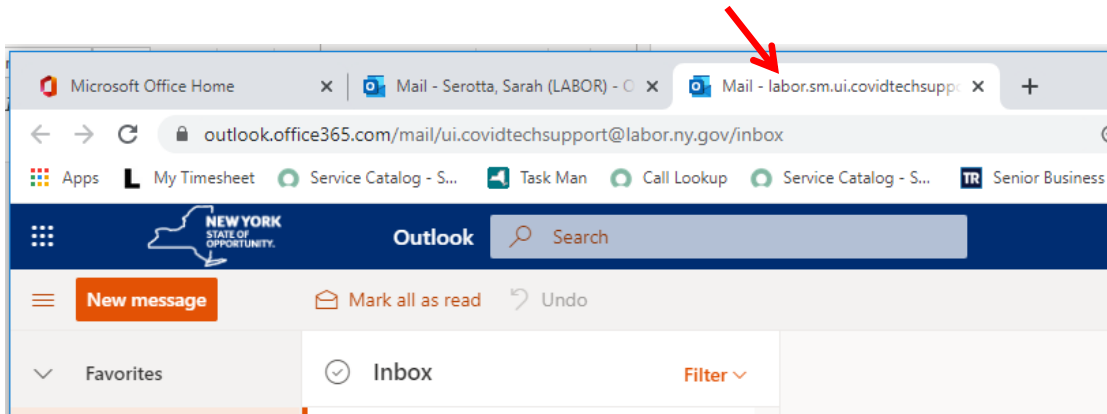 Microsoft Office Home
Mail - Serotta, Sarah (LABOR) - O
Mail - labor.sm.ui.covidtechsuppo
outlook.office365.com/mail/ui.covidtechsupport@labor.ny.gov/inbox
Apps L My Timesheet Service Catalog - S... Task Man Call Lookup Service Catalog - S... TR Senior Business
NEW YORK
STATE OF
OPPORTUNITY.
Outlook Search
New message Mark all as read Undo
Favorites Inbox Filter